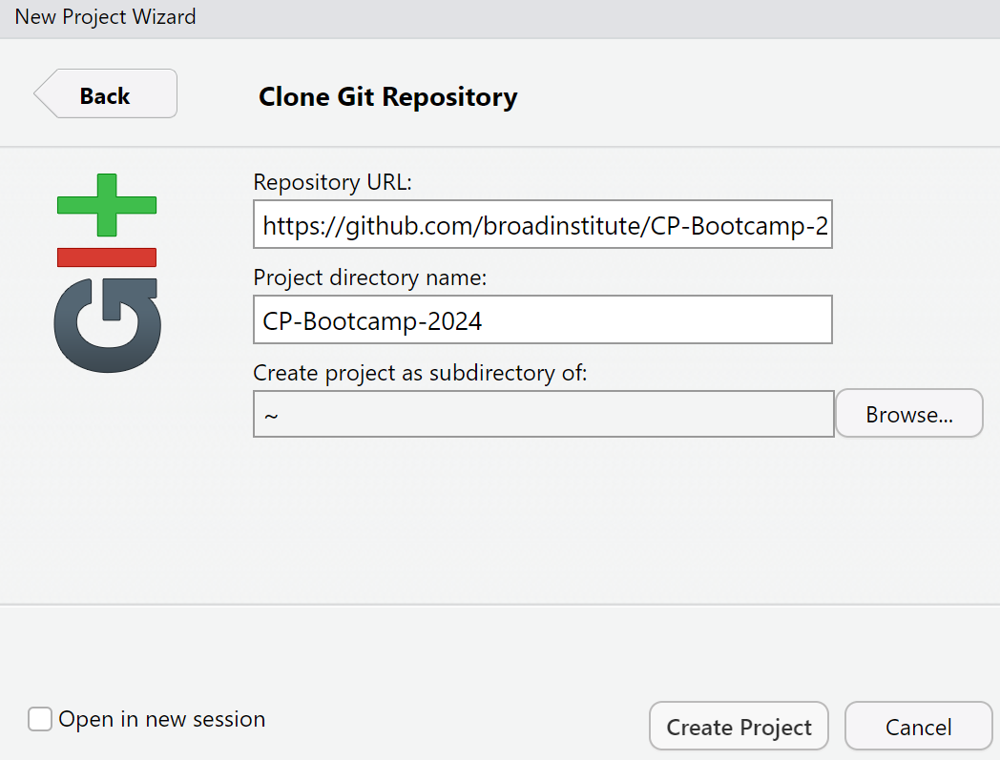 New Project Wizard
Back
Clone Git Repository
GIT
Repository URL:
https://github.com/broadinstitute/CP-Bootcamp-2
Project directory name:
CP-Bootcamp-2024
Create project as subdirectory of:
~
Browse...
Open in new session
Create Project
Cancel